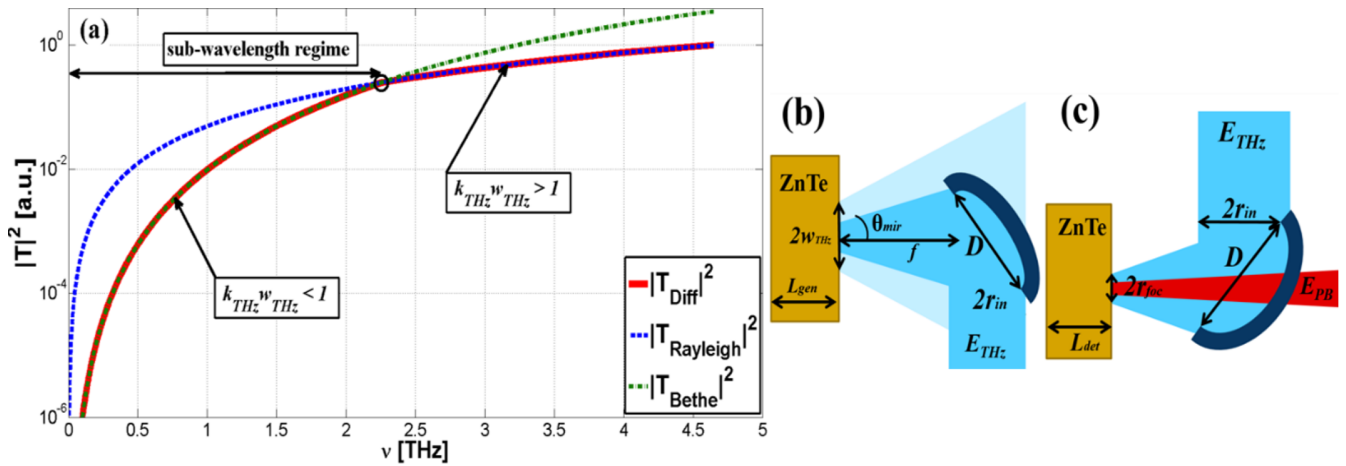 (a)
sub-wavelength regime
|T|² [a.u.]
10⁰
10⁻²
10⁻⁴
10⁻⁶
k_THz w_THz > 1
k_THz w_THz < 1
|T_Diff|²
|T_Rayleigh|²
|T_Bethe|²
0 0.5 1 1.5 2 2.5 3 3.5 4 4.5 5
ν [THz]
(b)
ZnTe
2w_THz
θ_mir
f
D
L_gen
2r_in
E_THz
(c)
E_THz
ZnTe
2r_in
D
2r_foc
E_PB
L_det